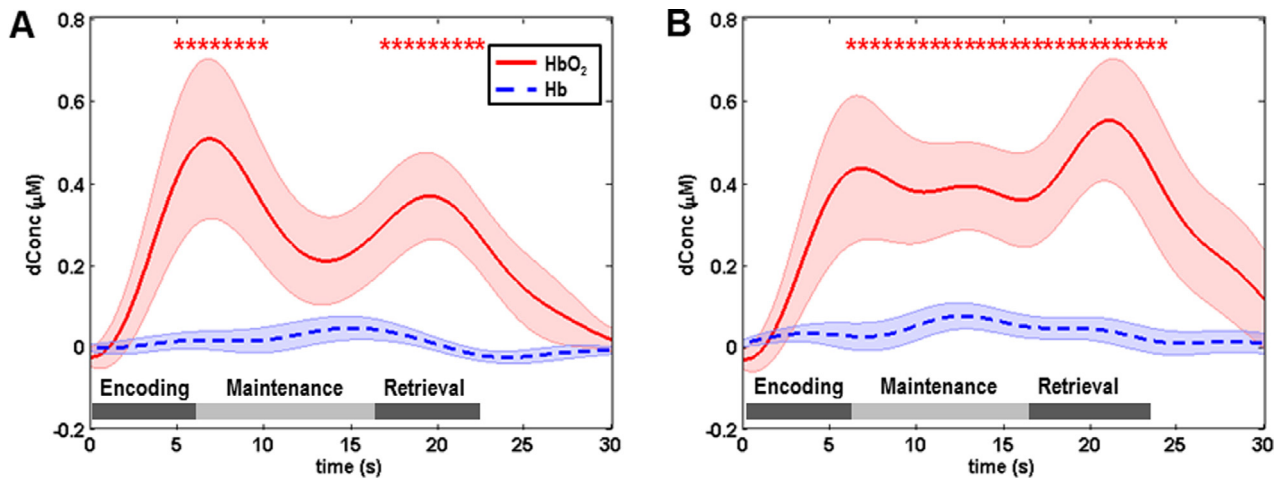 A
0.8
0.6
0.4
0.2
0
-0.2
dConc (μM)
********
*********
HbO2
Hb
Encoding Maintenance Retrieval
0 5 10 15 20 25 30
time (s)
B
0.8
0.6
0.4
0.2
0
-0.2
dConc (μM)
***************************
Encoding Maintenance Retrieval
0 5 10 15 20 25 30
time (s)